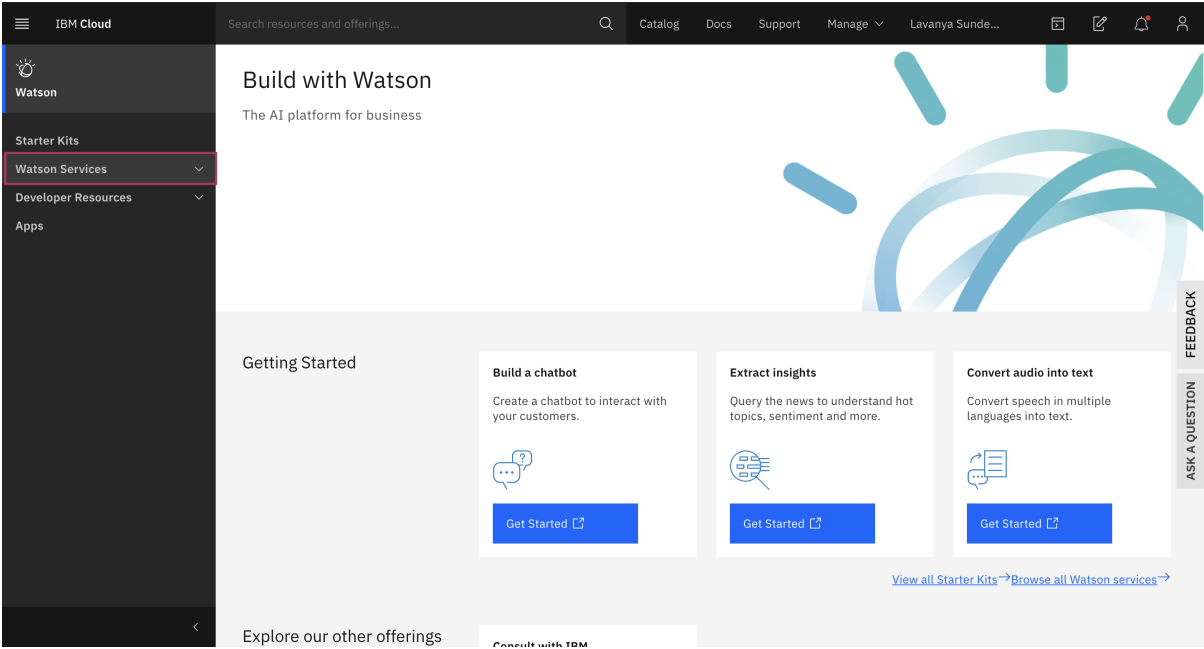 IBM Cloud
Search resources and offerings...
Catalog
Docs
Support
Manage
Lavanya Sunde...
Watson
Starter Kits
Watson Services
Developer Resources
Apps
Build with Watson
The AI platform for business
FEEDBACK
ASK A QUESTION
Getting Started
Build a chatbot
Create a chatbot to interact with
your customers.
?
Get Started
Extract insights
Query the news to understand hot
topics, sentiment and more.
Get Started
Convert audio into text
Convert speech in multiple
languages into text.
Get Started
View all Starter Kits
Browse all Watson services
Explore our other offerings
Consult with IBM